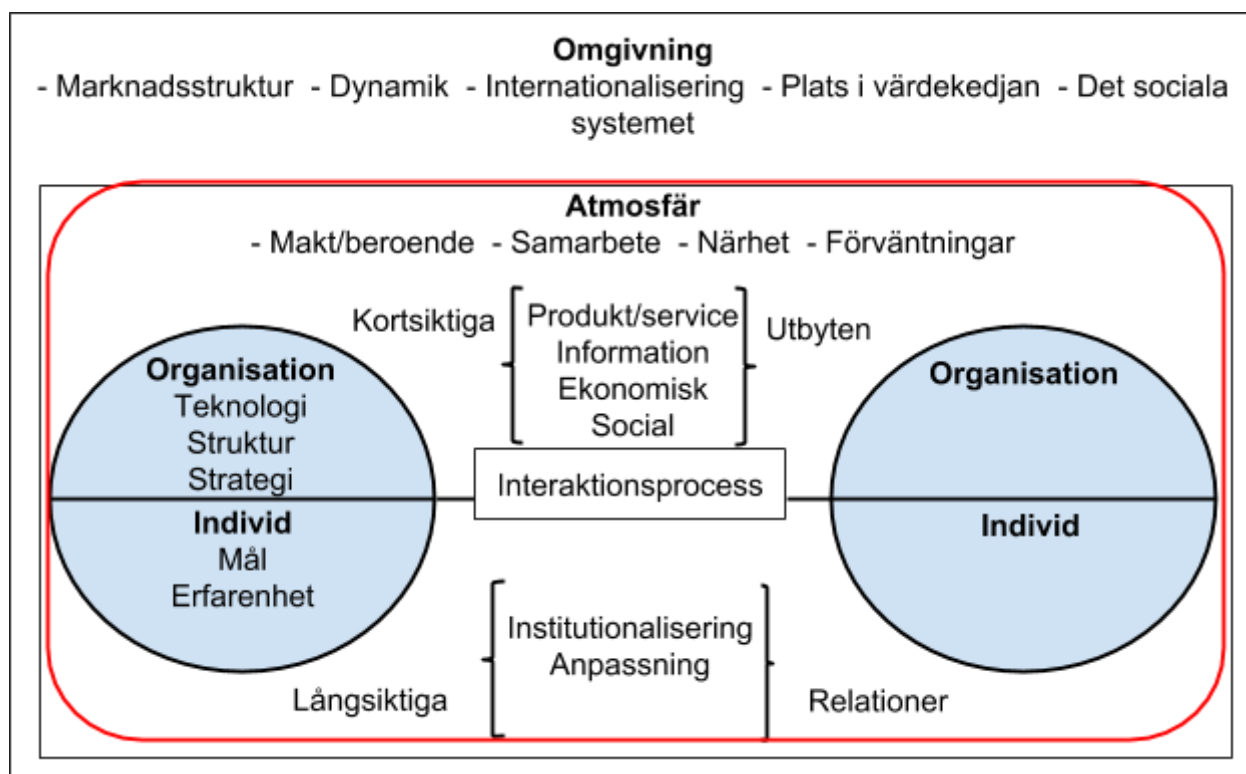 Omgivning
- Marknadsstruktur - Dynamik - Internationalisering - Plats i värdekedjan - Det sociala
systemet
Atmosfär
- Makt/beroende - Samarbete - Närhet - Förväntningar
Kortsiktiga
Produkt/service
Information
Ekonomisk
Social
Utbyten
Organisation
Teknologi
Struktur
Strategi
Individ
Mål
Erfarenhet
Interaktionsprocess
Organisation
Individ
Långsiktiga
Institutionalisering
Anpassning
Relationer